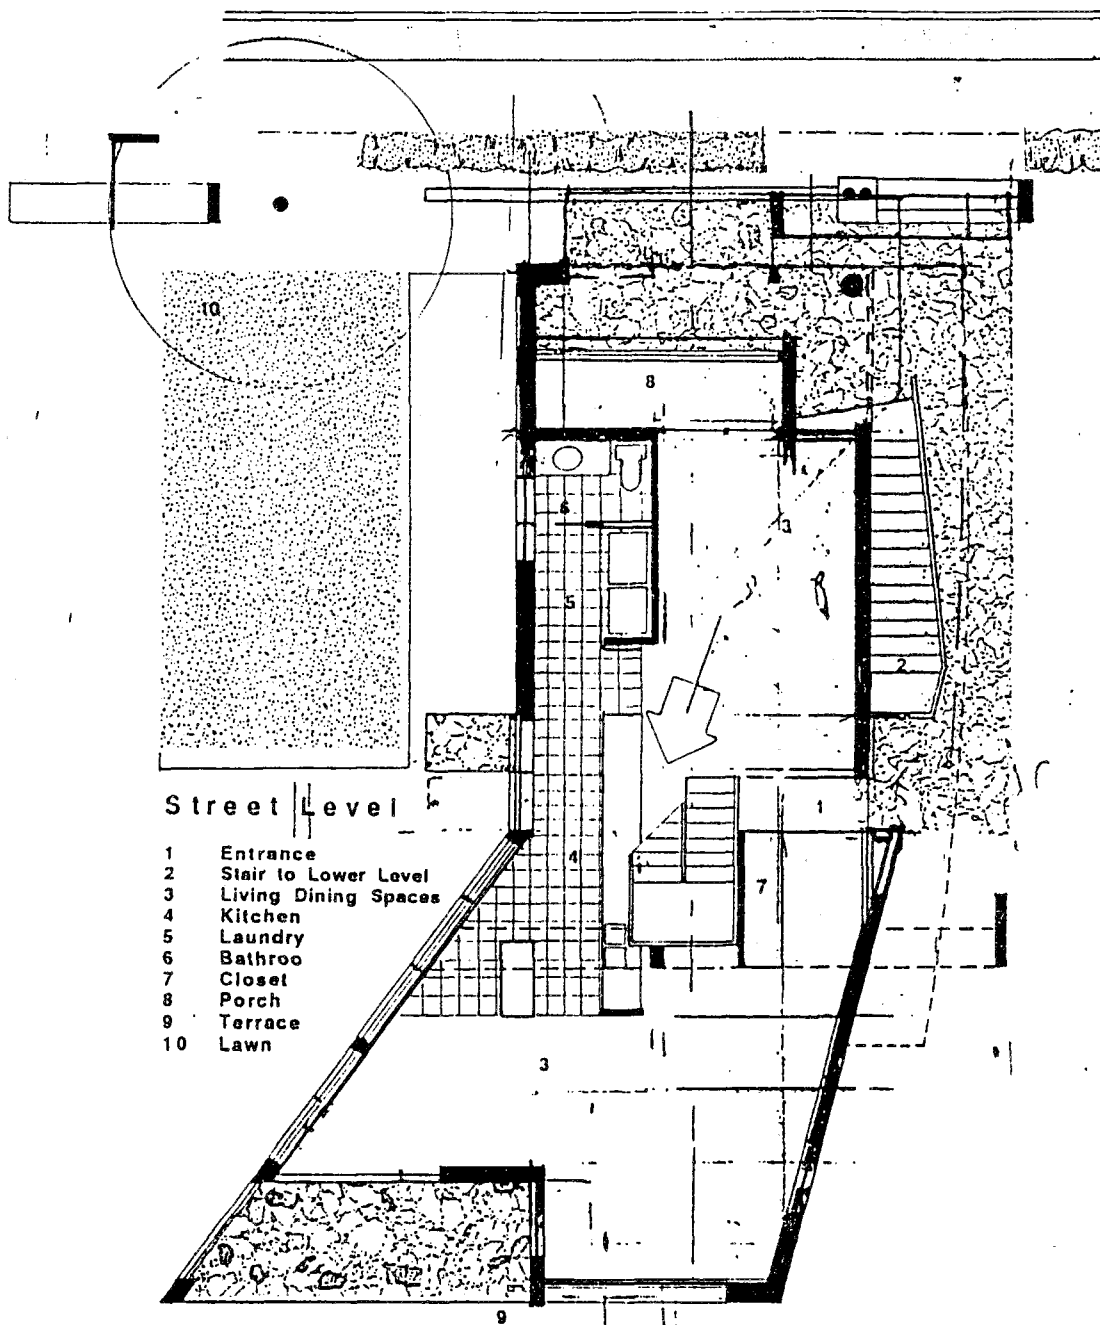 10
8
6
3
5
2
Street Level
1 Entrance
2 Stair to Lower Level
3 Living Dining Spaces
4 Kitchen
5 Laundry
6 Bathroo
7 Closet
8 Porch
9 Terrace
10 Lawn
1
4
7
3
9